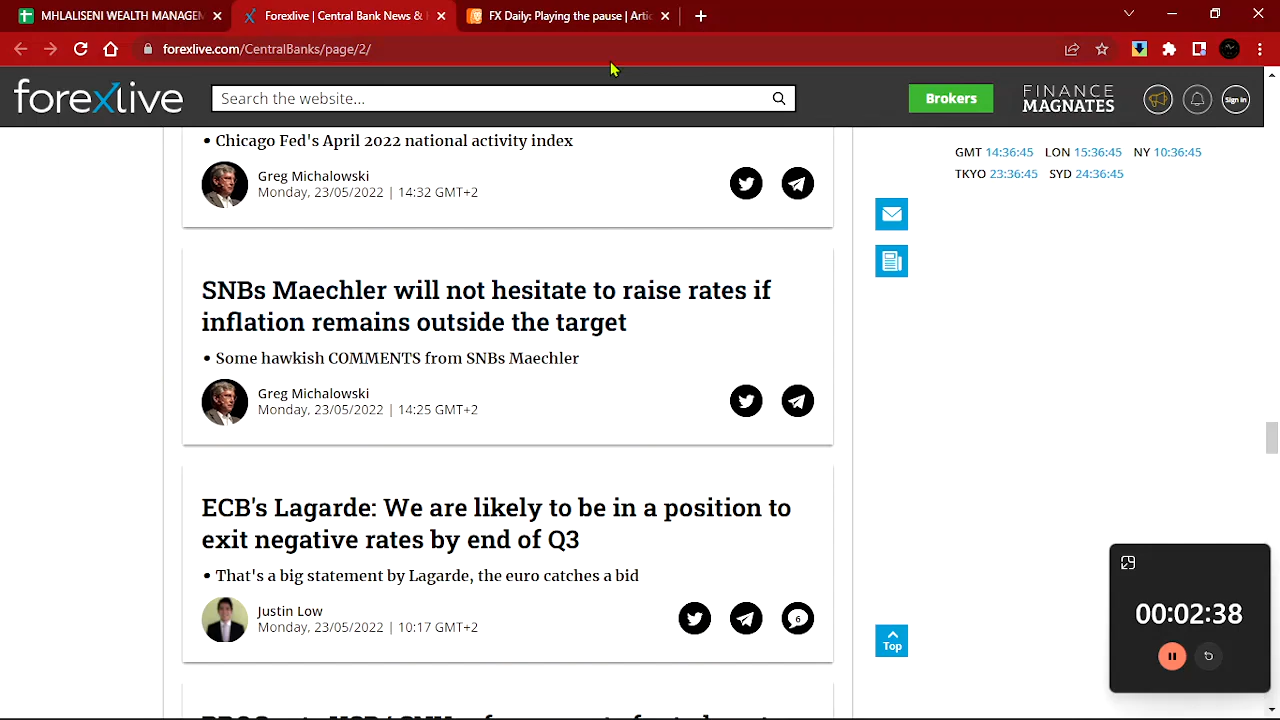 MHLALISENI WEALTH MANAGEM
Forexlive | Central Bank News &
FX Daily: Playing the pause | Artic
forexlive.com/CentralBanks/page/2/
forexlive
Search the website...
Brokers
FINANCE
MAGNATES
Sign in
• Chicago Fed's April 2022 national activity index
Greg Michalowski
Monday, 23/05/2022 | 14:32 GMT+2
GMT 14:36:45 LON 15:36:45 NY 10:36:45
TKYO 23:36:45 SYD 24:36:45
SNBs Maechler will not hesitate to raise rates if
inflation remains outside the target
• Some hawkish COMMENTS from SNBs Maechler
Greg Michalowski
Monday, 23/05/2022 | 14:25 GMT+2
ECB's Lagarde: We are likely to be in a position to
exit negative rates by end of Q3
• That's a big statement by Lagarde, the euro catches a bid
Justin Low
Monday, 23/05/2022 | 10:17 GMT+2
6
Top
00:02:38